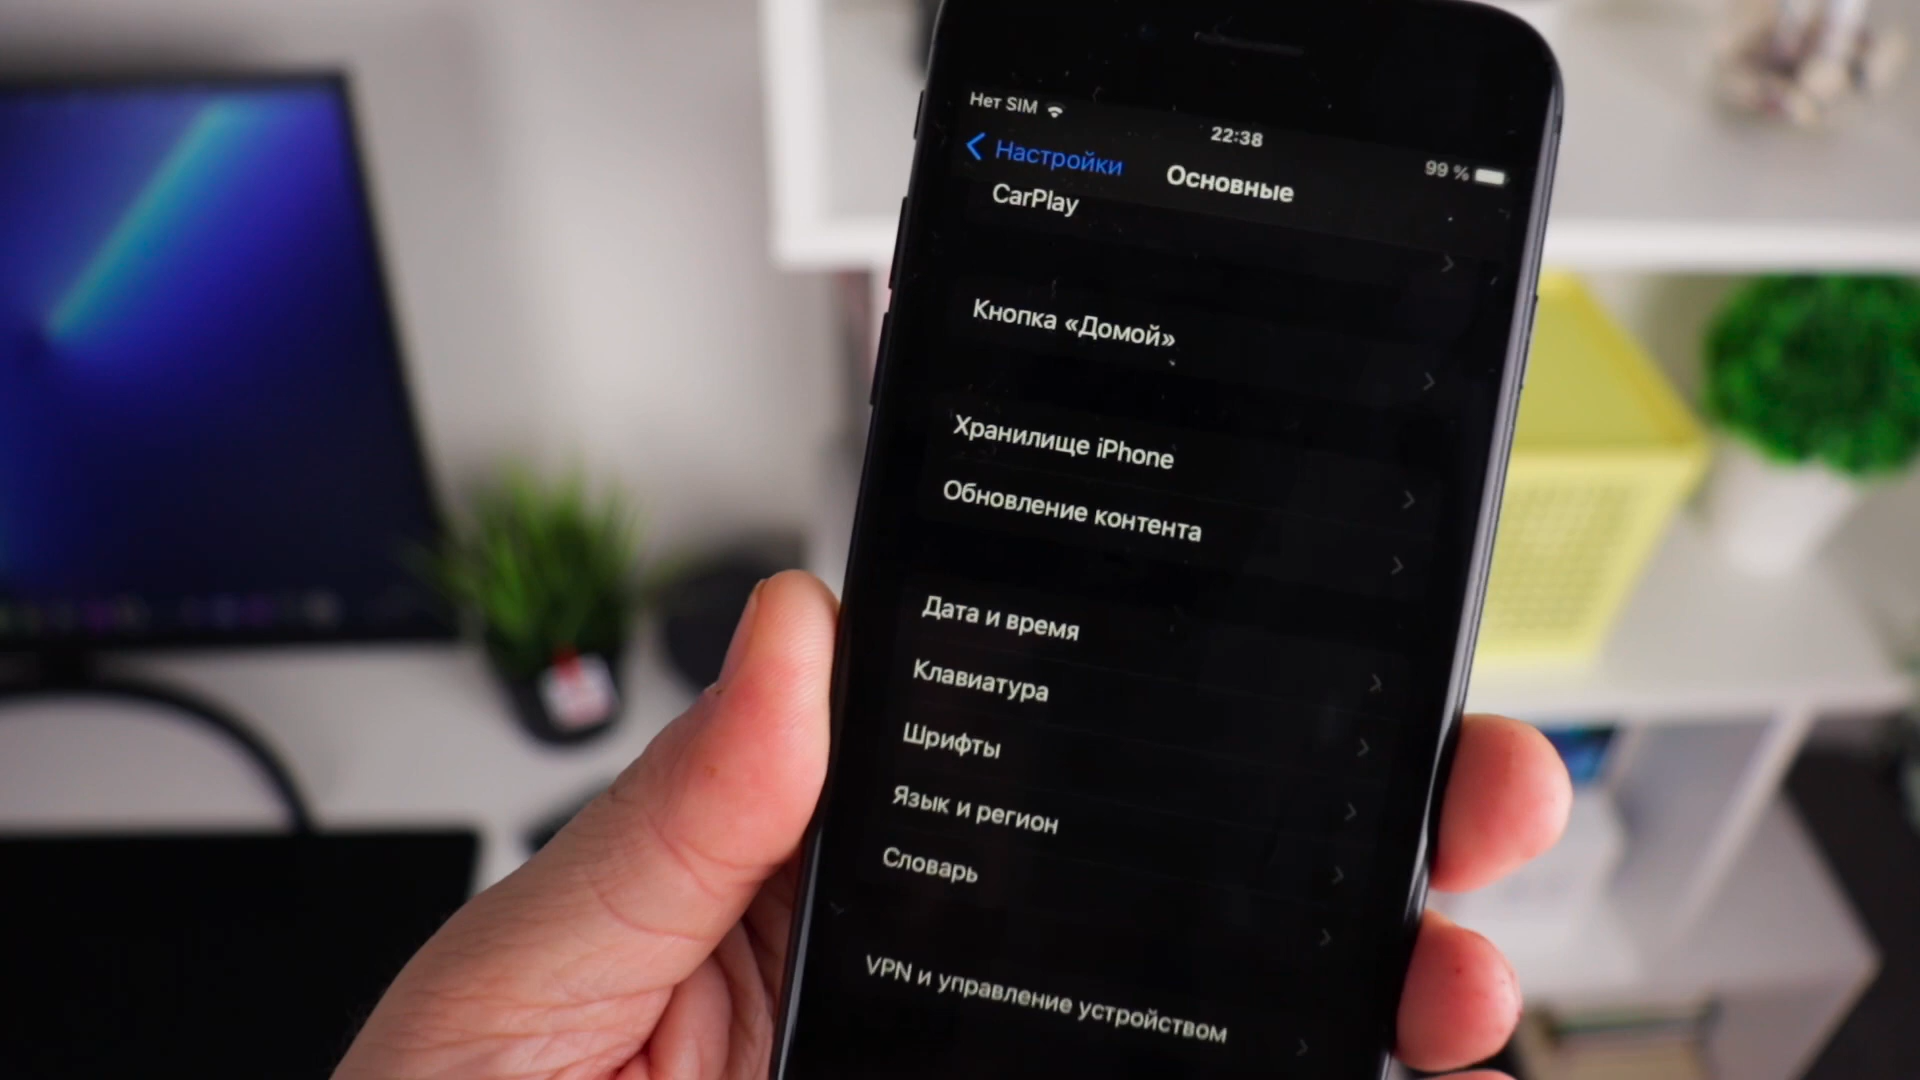 Нет SIM
22:38
99 %
Настройки
Основные
CarPlay
Кнопка «Домой»
Хранилище iPhone
Обновление контента
Дата и время
Клавиатура
Шрифты
Язык и регион
Словарь
VPN и управление устройством